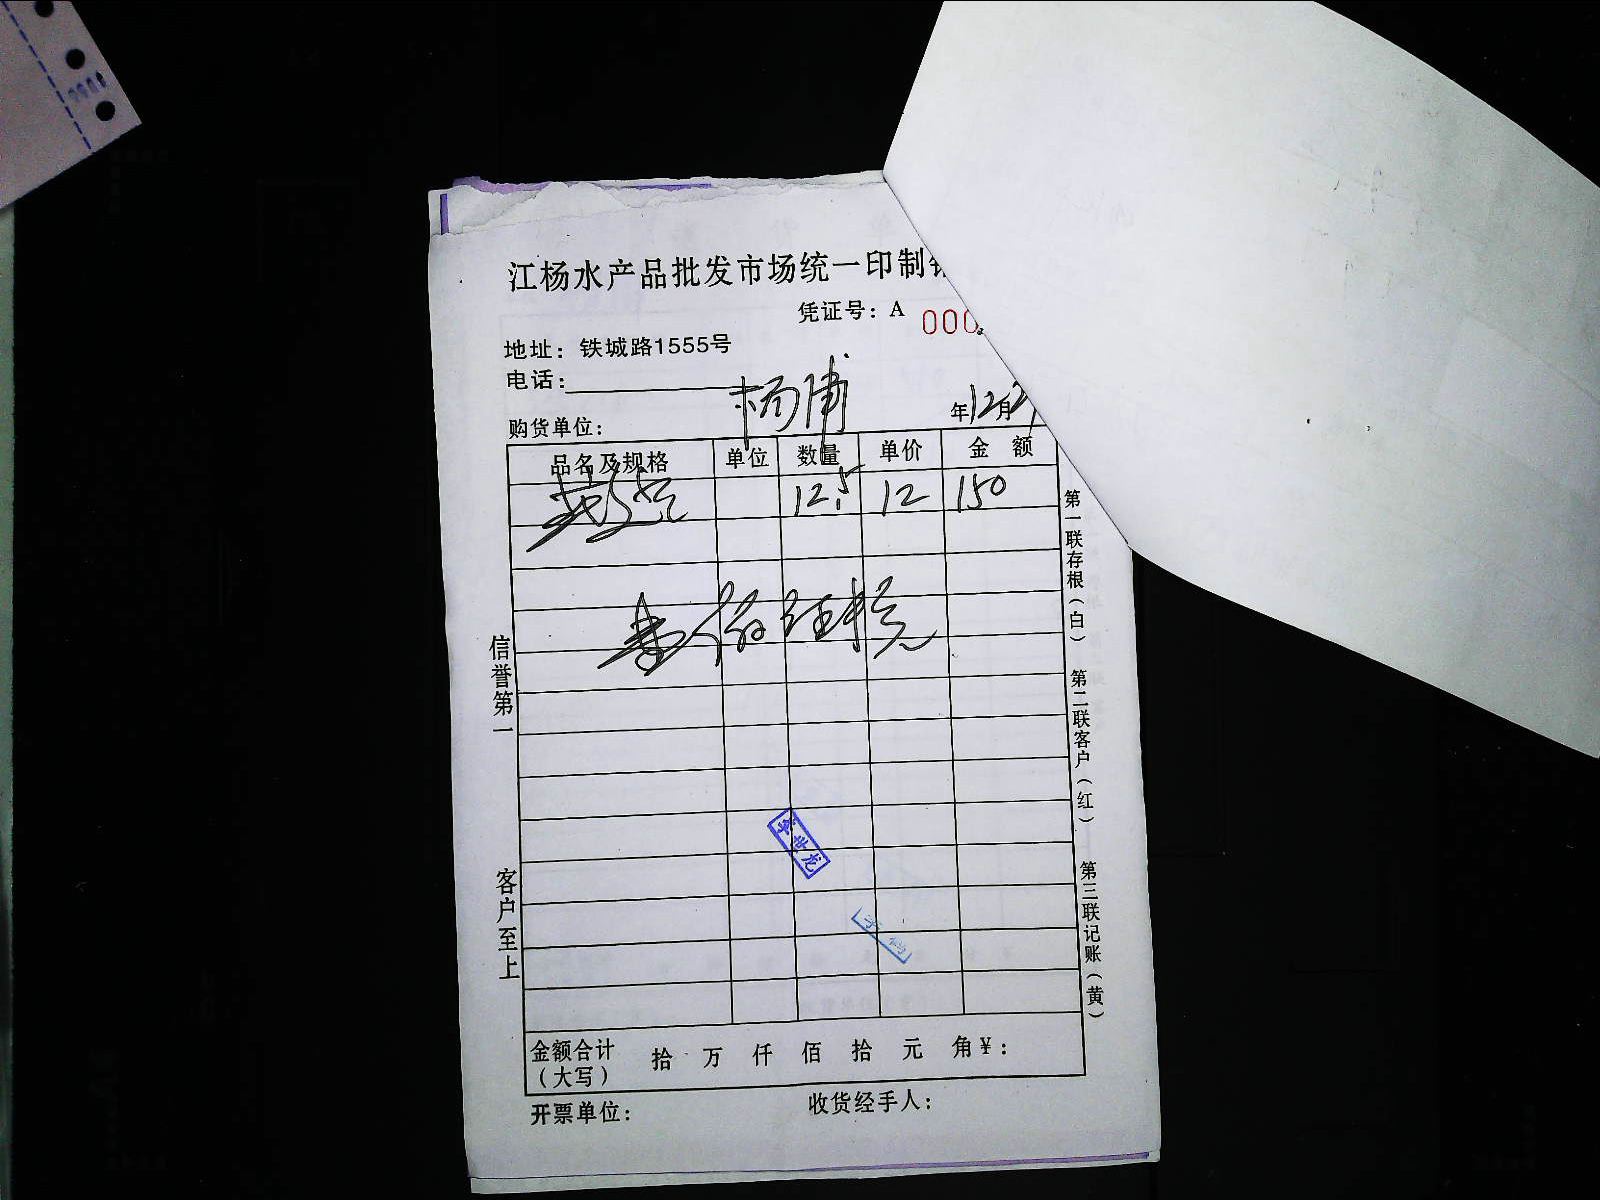 江杨水产品批发市场统一印制
凭证号：A 000
地址：铁城路1555号
电话：
杨浦
购货单位： 年12月
品名及规格 单位 数量 单价 金额
12.5 12 150
信誉第一
客户至上
第一联存根（白）
第二联客户（红）
第三联记账（黄）
世龙
李
金额合计（大写） 拾 万 仟 佰 拾 元 角￥：
开票单位： 收货经手人：